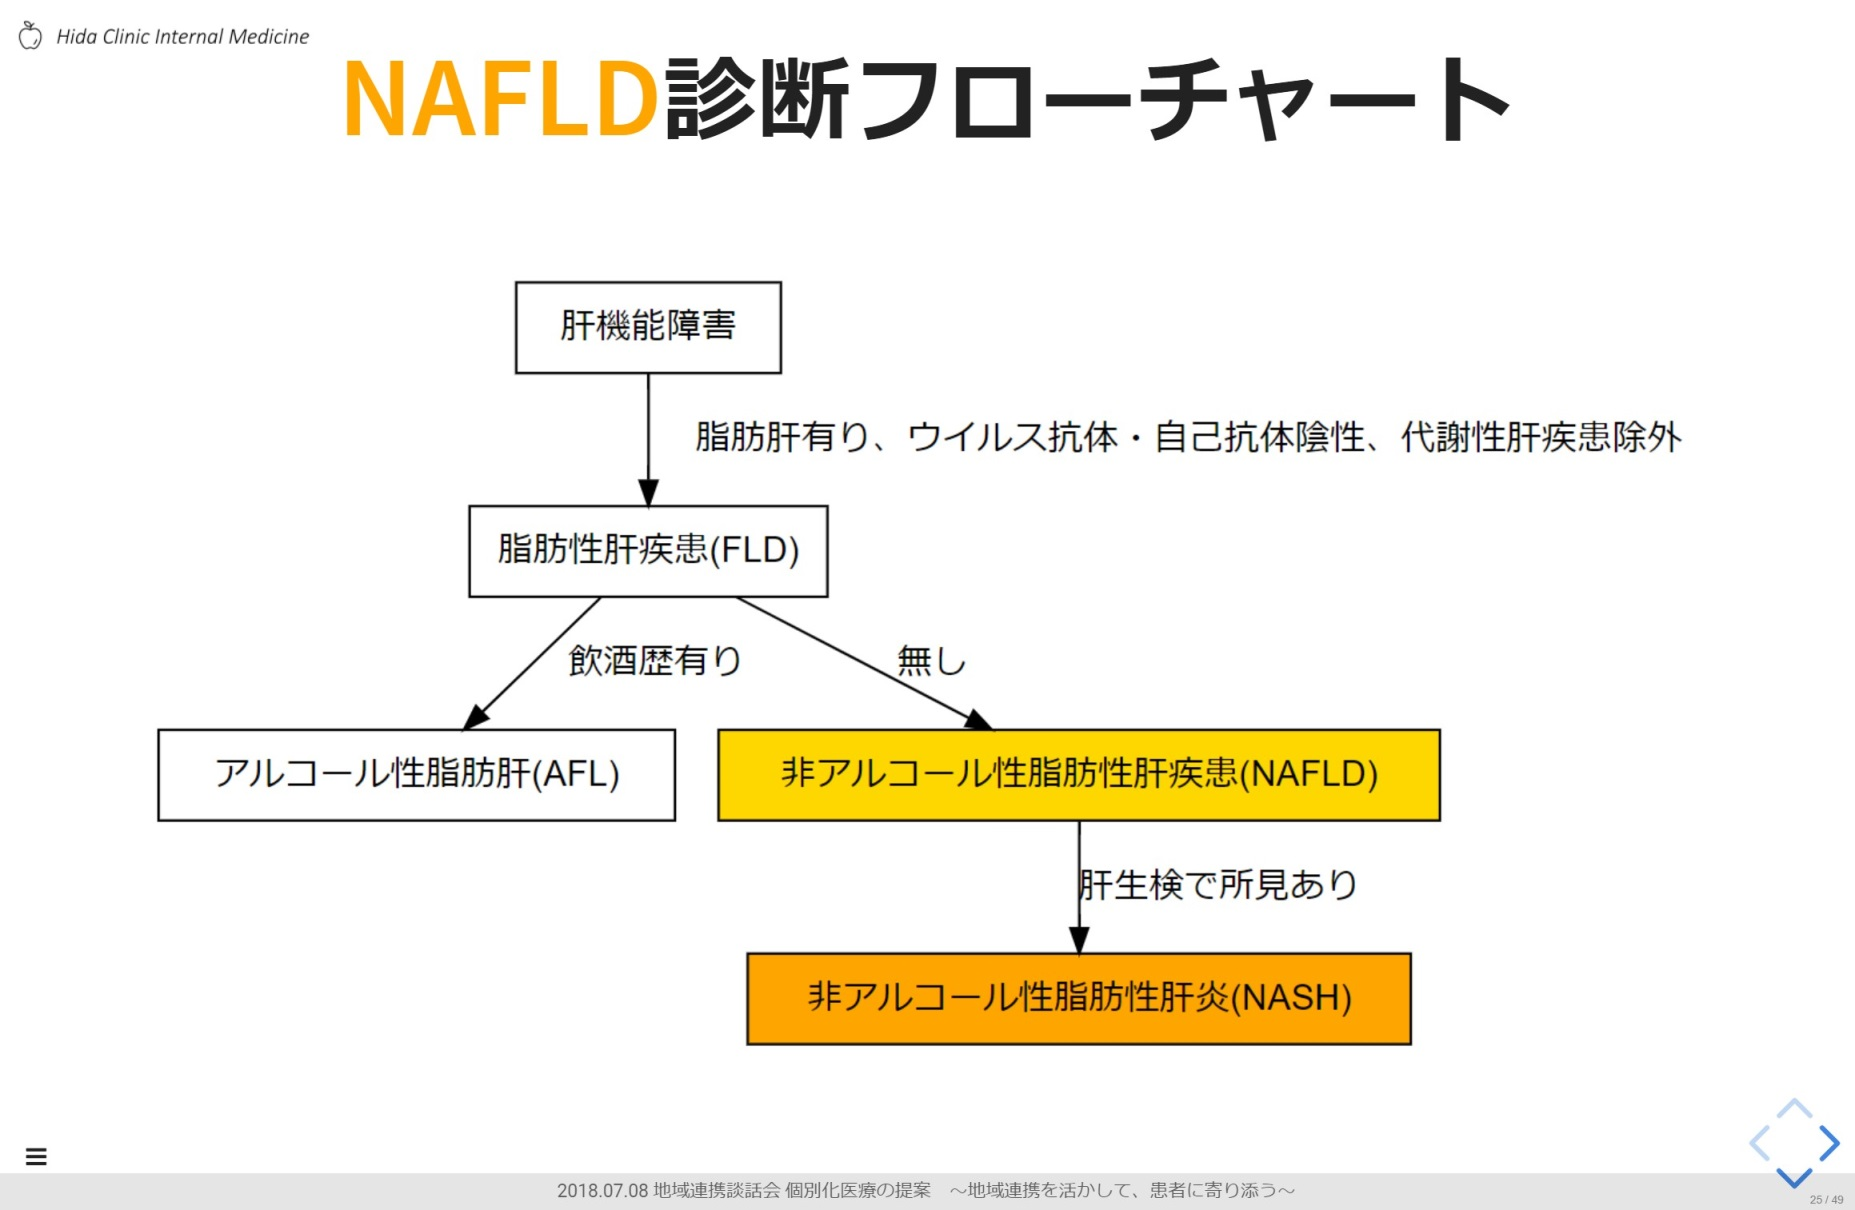 Hida Clinic Internal Medicine
NAFLD診断フローチャート
肝機能障害
脂肪肝有り、ウイルス抗体・自己抗体陰性、代謝性肝疾患除外
脂肪性肝疾患(FLD)
飲酒歴有り
無し
アルコール性脂肪肝(AFL)
非アルコール性脂肪性肝疾患(NAFLD)
肝生検で所見あり
非アルコール性脂肪性肝炎(NASH)
2018.07.08 地域連携談話会 個別化医療の提案　～地域連携を活かして、患者に寄り添う～
25 / 49